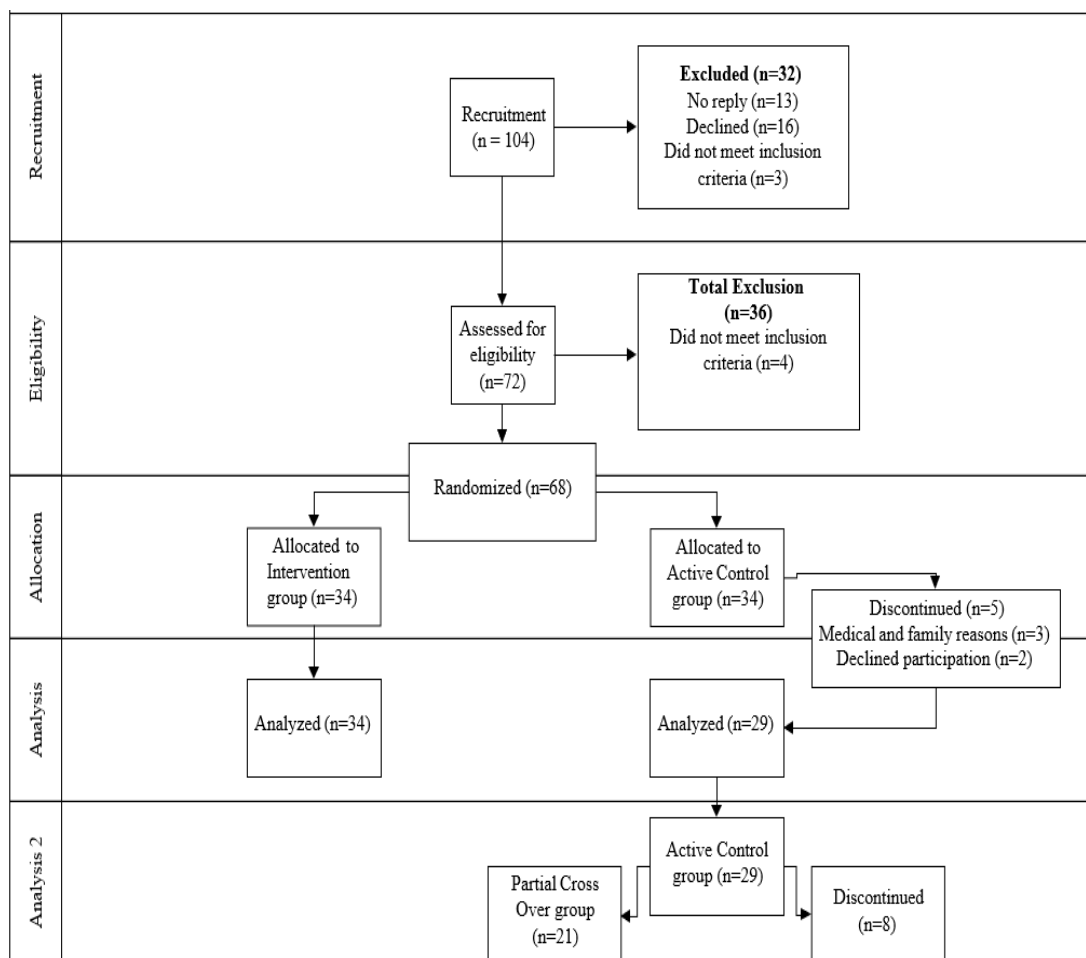 Recruitment
Recruitment
(n = 104)
Excluded (n=32)
No reply (n=13)
Declined (n=16)
Did not meet inclusion
criteria (n=3)
Eligibility
Assessed for
eligibility
(n=72)
Total Exclusion
(n=36)
Did not meet inclusion
criteria (n=4)
Randomized (n=68)
Allocation
Allocated to
Intervention
group (n=34)
Allocated to
Active Control
group (n=34)
Discontinued (n=5)
Medical and family reasons (n=3)
Declined participation (n=2)
Analysis
Analyzed (n=34)
Analyzed (n=29)
Analysis 2
Active Control
group (n=29)
Partial Cross
Over group
(n=21)
Discontinued
(n=8)